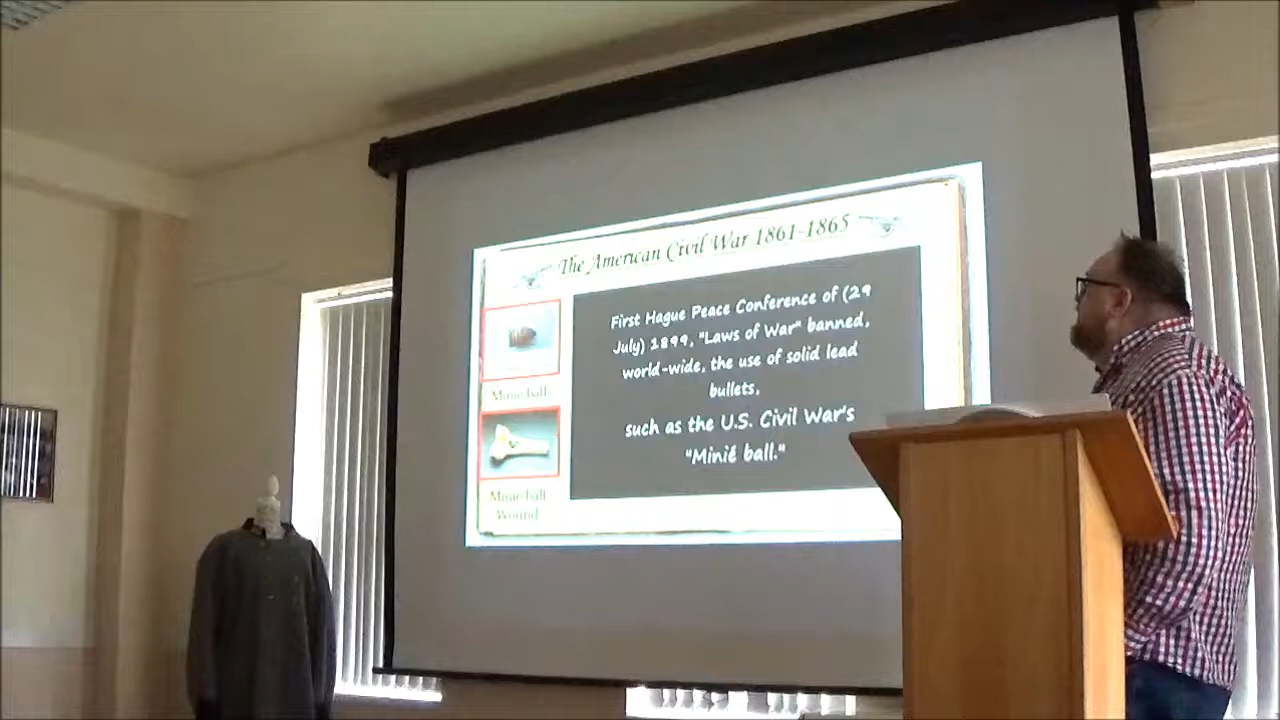 The American Civil War 1861-1865
First Hague Peace Conference of (29
July) 1899, "Laws of War" banned,
world-wide, the use of solid lead
bullets,
such as the U.S. Civil War's
"Minié ball."
Minie ball
Minie ball
Wound